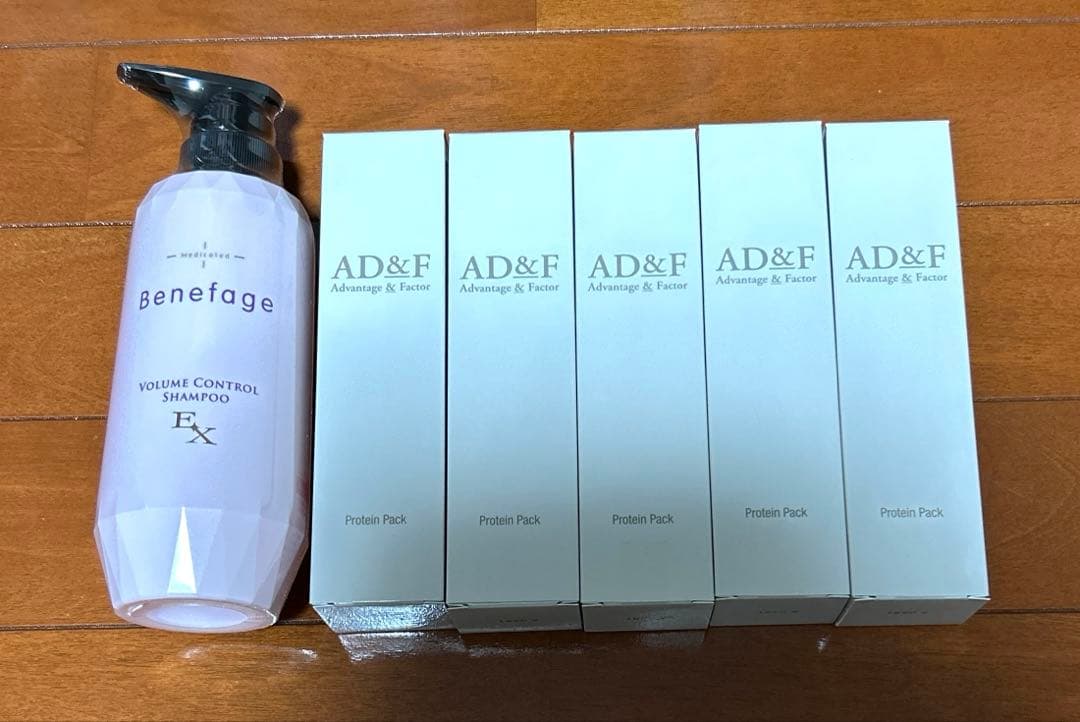 Medicated
Benefage
VOLUME CONTROL
SHAMPOO
EX
AD&F
Advantage & Factor
Protein Pack
AD&F
Advantage & Factor
Protein Pack
AD&F
Advantage & Factor
Protein Pack
AD&F
Advantage & Factor
Protein Pack
AD&F
Advantage & Factor
Protein Pack